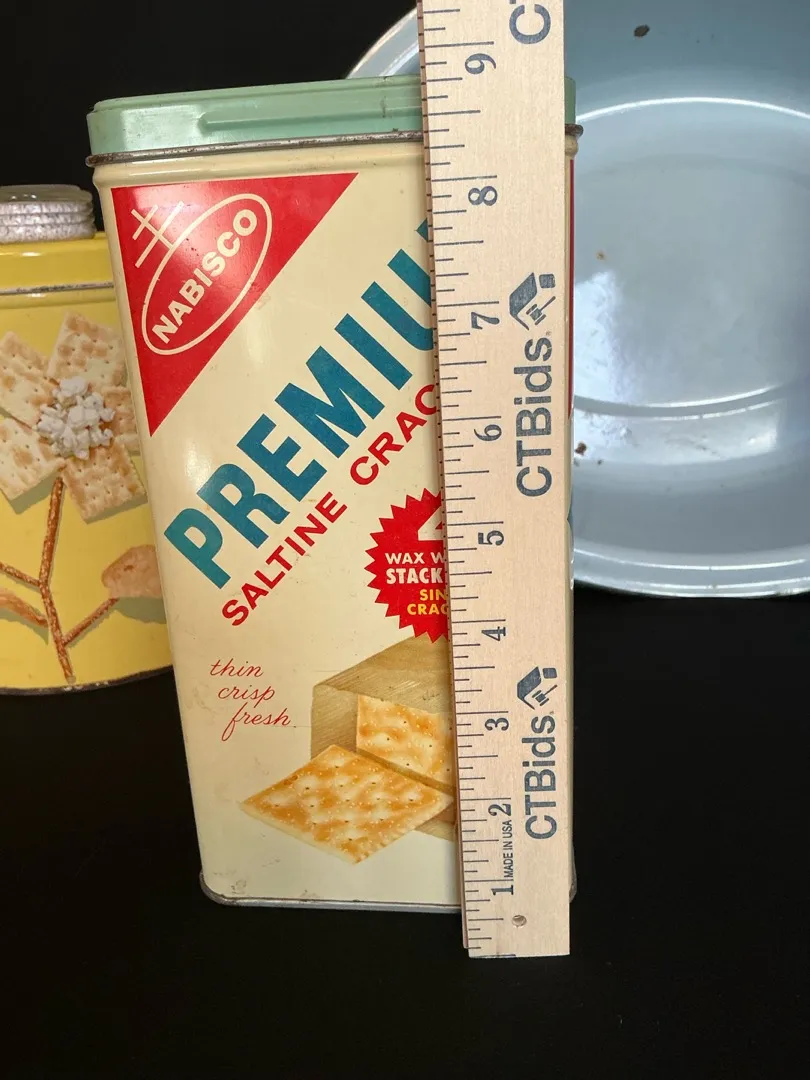 NABISCO
PREMIU
SALTINE CRAC
WAX W
STACK
SIN
CRAC
thin
crisp
fresh
CT
9
8
7
CTBids.
6
5
4
3
CTBids.
2
MADE IN USA
1